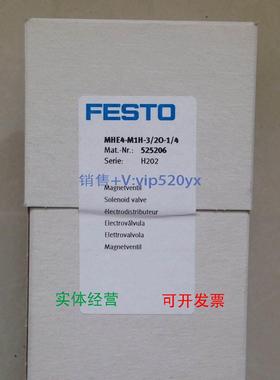 FESTO
MHE4-M1H-3/2O-1/4
Mat.-Nr.: 525206
Serie: H202
销售+V:vip520yx
Magnetventil
Solenoid valve
Electrodistributeur
Electroválvula
Elettrovalvola
Magnetventil
实体经营 可开发票